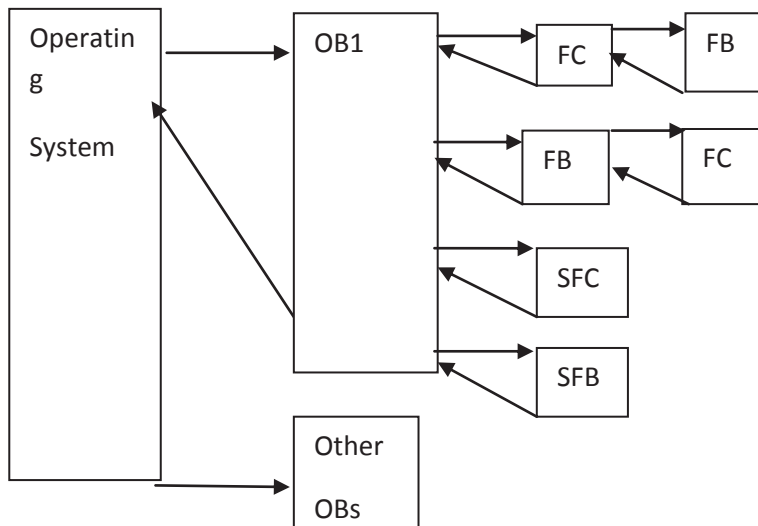 Operatin
g
System
OB1
FC
FB
FB
FC
SFC
SFB
Other
OBs